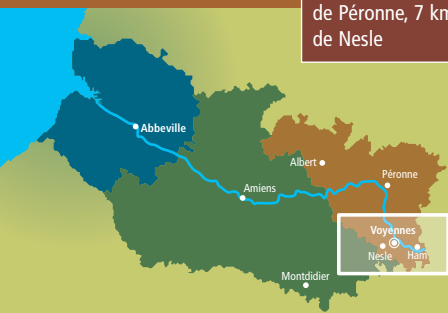 de Péronne, 7 km
de Nesle
Abbeville
Albert
Péronne
Amiens
Voyennes
Nesle
Ham
Montdidier